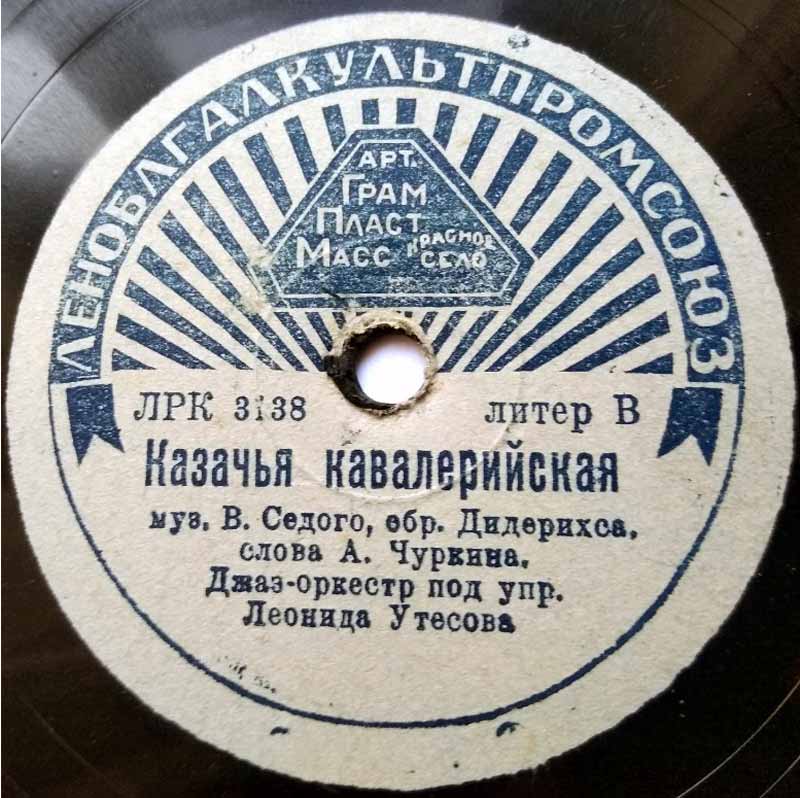 ЛЕНОБЛГАЛКУЛЬТПРОМСОЮЗ
АРТ.
ГРАМ
ПЛАСТ
МАСС КРАСНОЕ СЕЛО
ЛРК 3138 литер В
Казачья кавалерийская
муз. В. Седого, обр. Дидерихса,
слова А. Чуркина.
Джаз-оркестр под упр.
Леонида Утесова